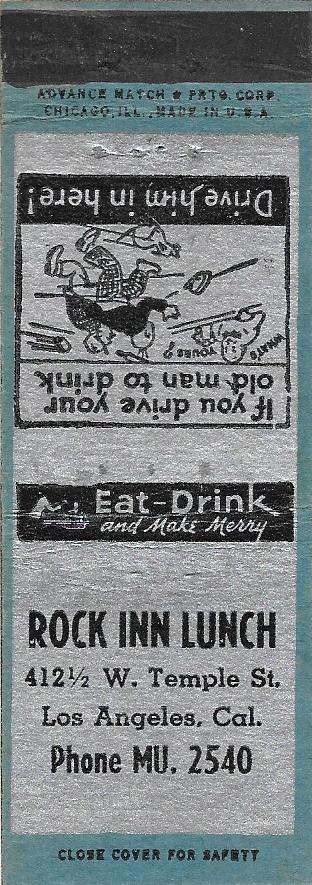 ADVANCE MATCH & PRTG. CORP.
CHICAGO, ILL., MADE IN U.S.A.
If you drive your
old man to drink
WHAT'S
YOURS?
Drive him in here!
Eat-Drink
and Make Merry
ROCK INN LUNCH
412½ W. Temple St.
Los Angeles, Cal.
Phone MU. 2540
CLOSE COVER FOR SAFETY